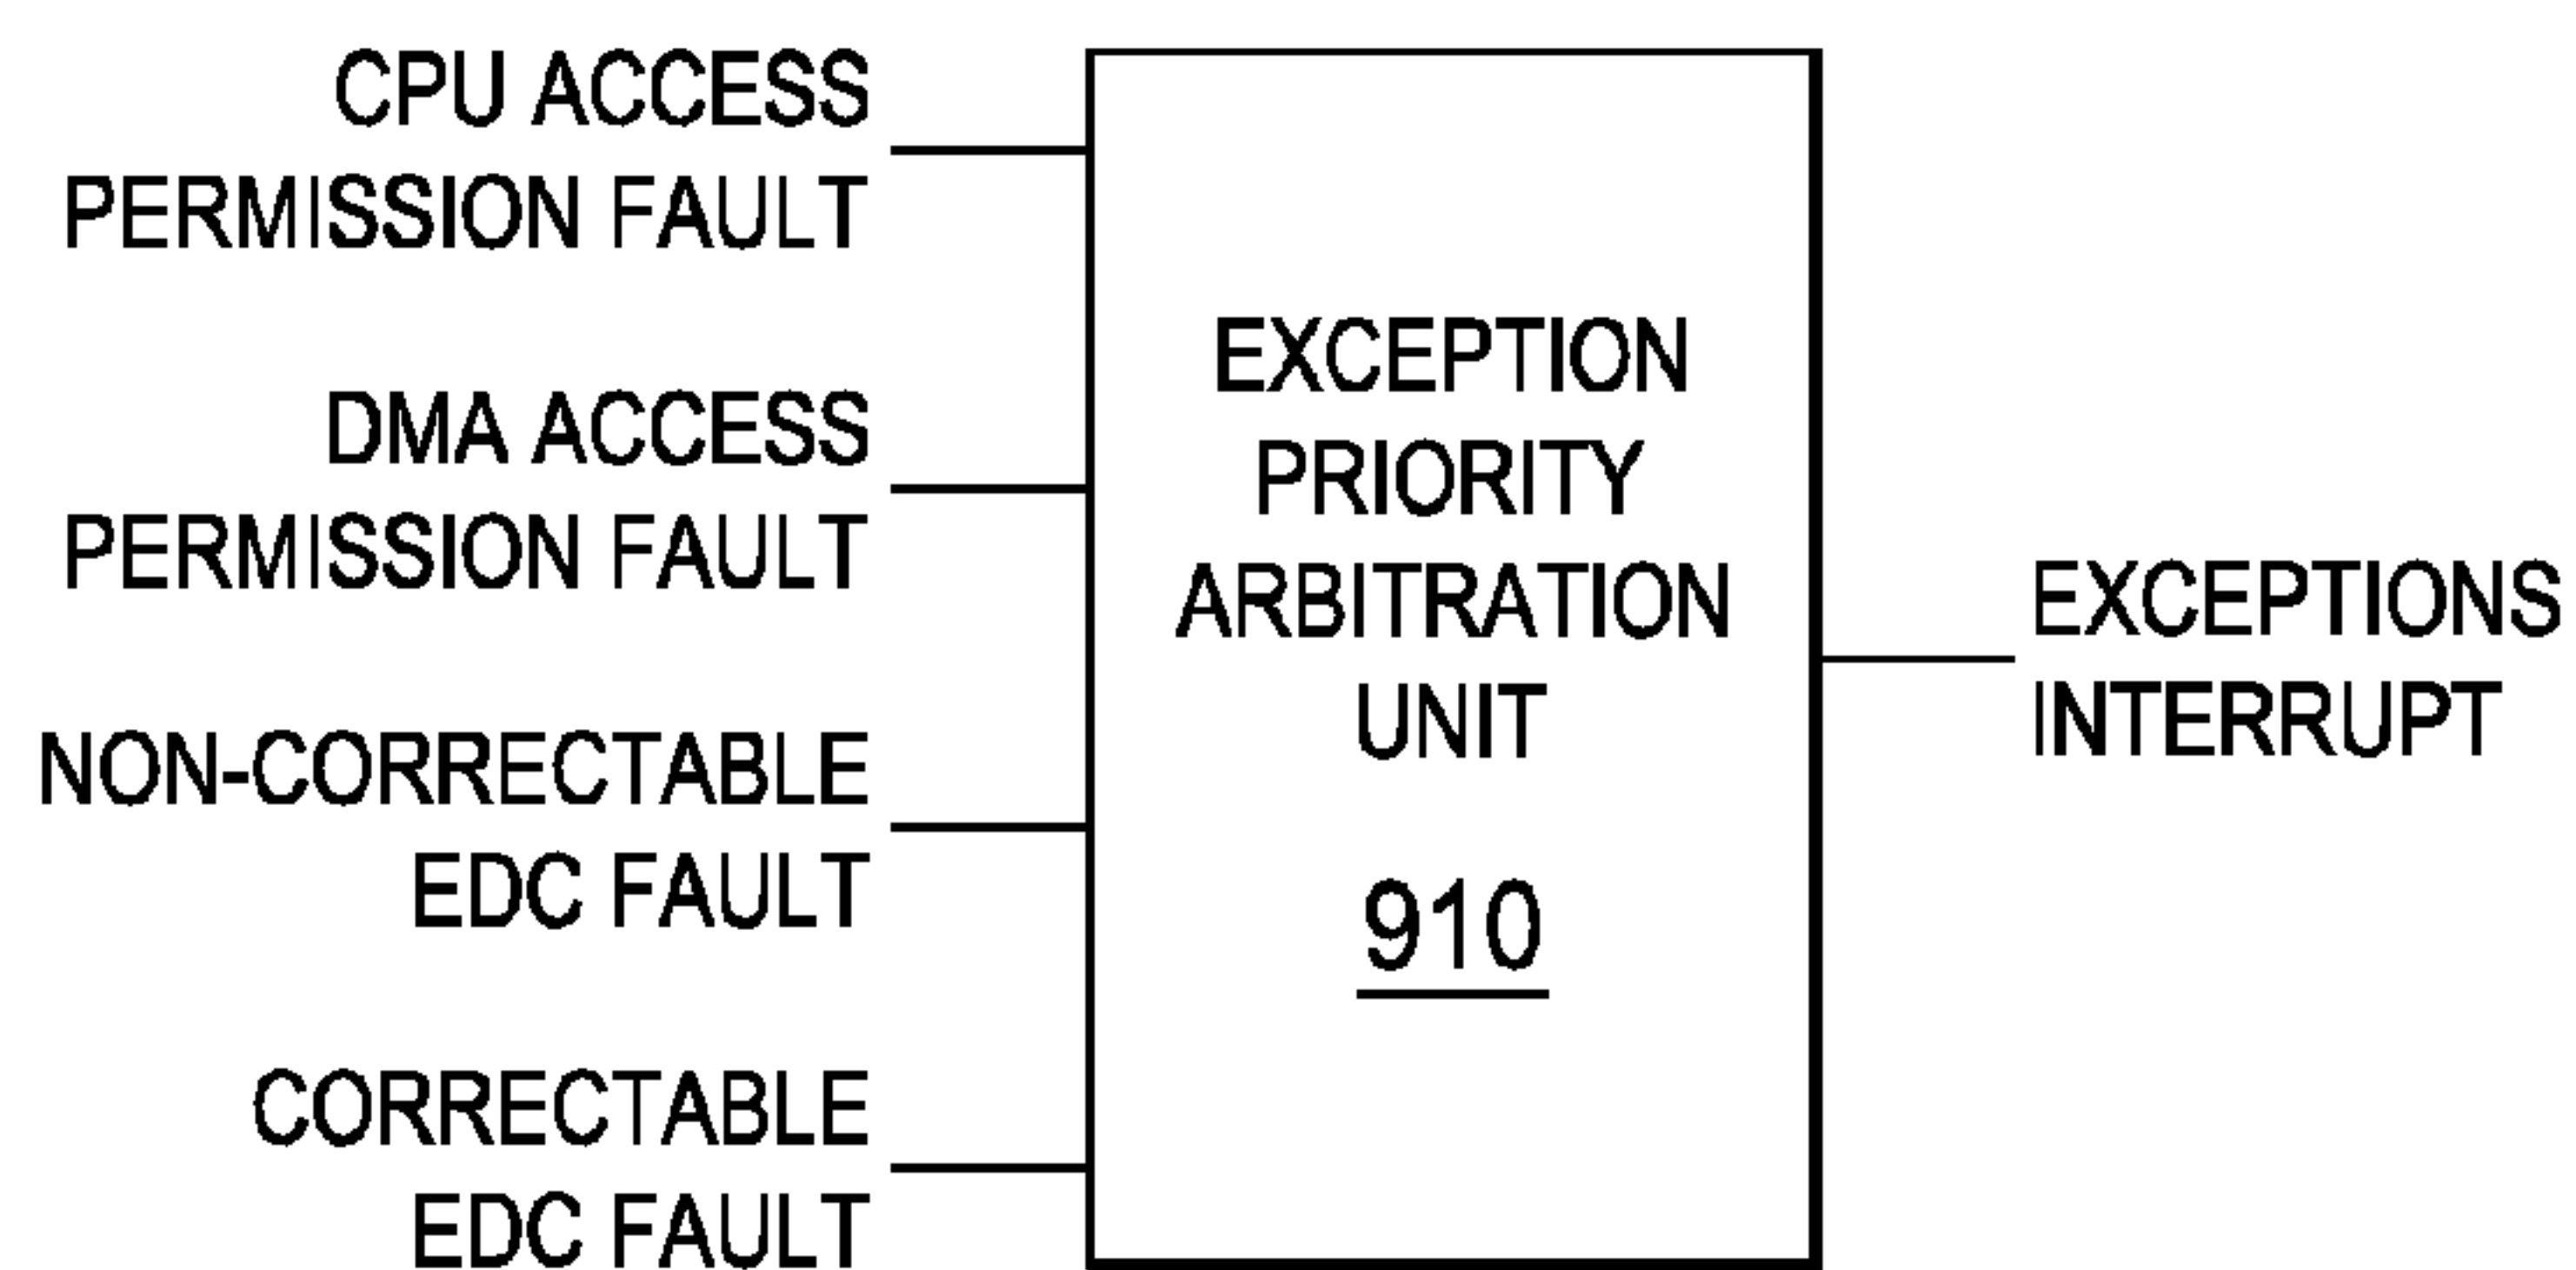 CPU ACCESS
PERMISSION FAULT
DMA ACCESS
PERMISSION FAULT
NON-CORRECTABLE
EDC FAULT
CORRECTABLE
EDC FAULT
EXCEPTION
PRIORITY
ARBITRATION
UNIT
910
EXCEPTIONS
INTERRUPT